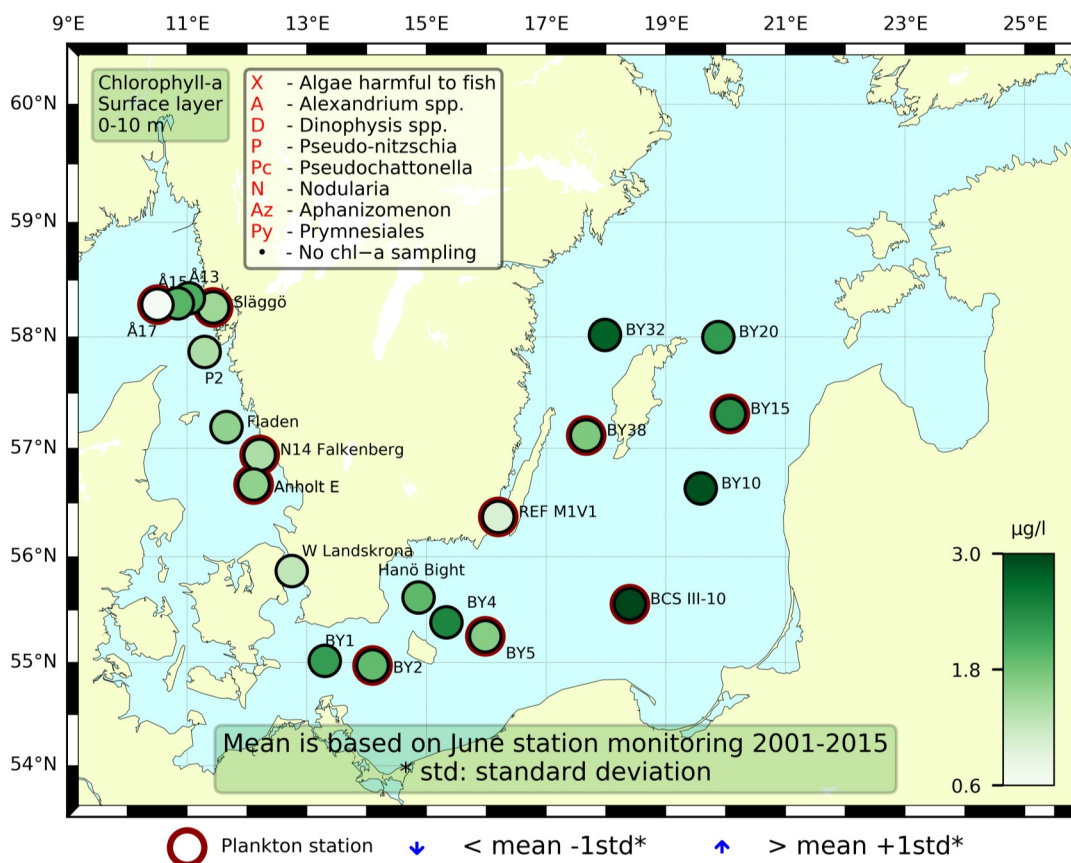 9°E 11°E 13°E 15°E 17°E 19°E 21°E 23°E 25°E
Chlorophyll-a
Surface layer
0-10 m
X - Algae harmful to fish
A - Alexandrium spp.
D - Dinophysis spp.
P - Pseudo-nitzschia
Pc - Pseudochattonella
N - Nodularia
Az - Aphanizomenon
Py - Prymnesiales
• - No chl−a sampling
60°N
59°N
58°N
57°N
56°N
55°N
54°N
Å15
Å13
Släggö
Å17
P2
Fladen
N14 Falkenberg
Anholt E
W Landskrona
Hanö Bight
BY1
BY2
BY4
BY5
REF M1V1
BY38
BY32
BY20
BY15
BY10
BCS III-10
µg/l
3.0
1.8
0.6
Mean is based on June station monitoring 2001-2015
* std: standard deviation
Plankton station ↓ < mean -1std* ↑ > mean +1std*